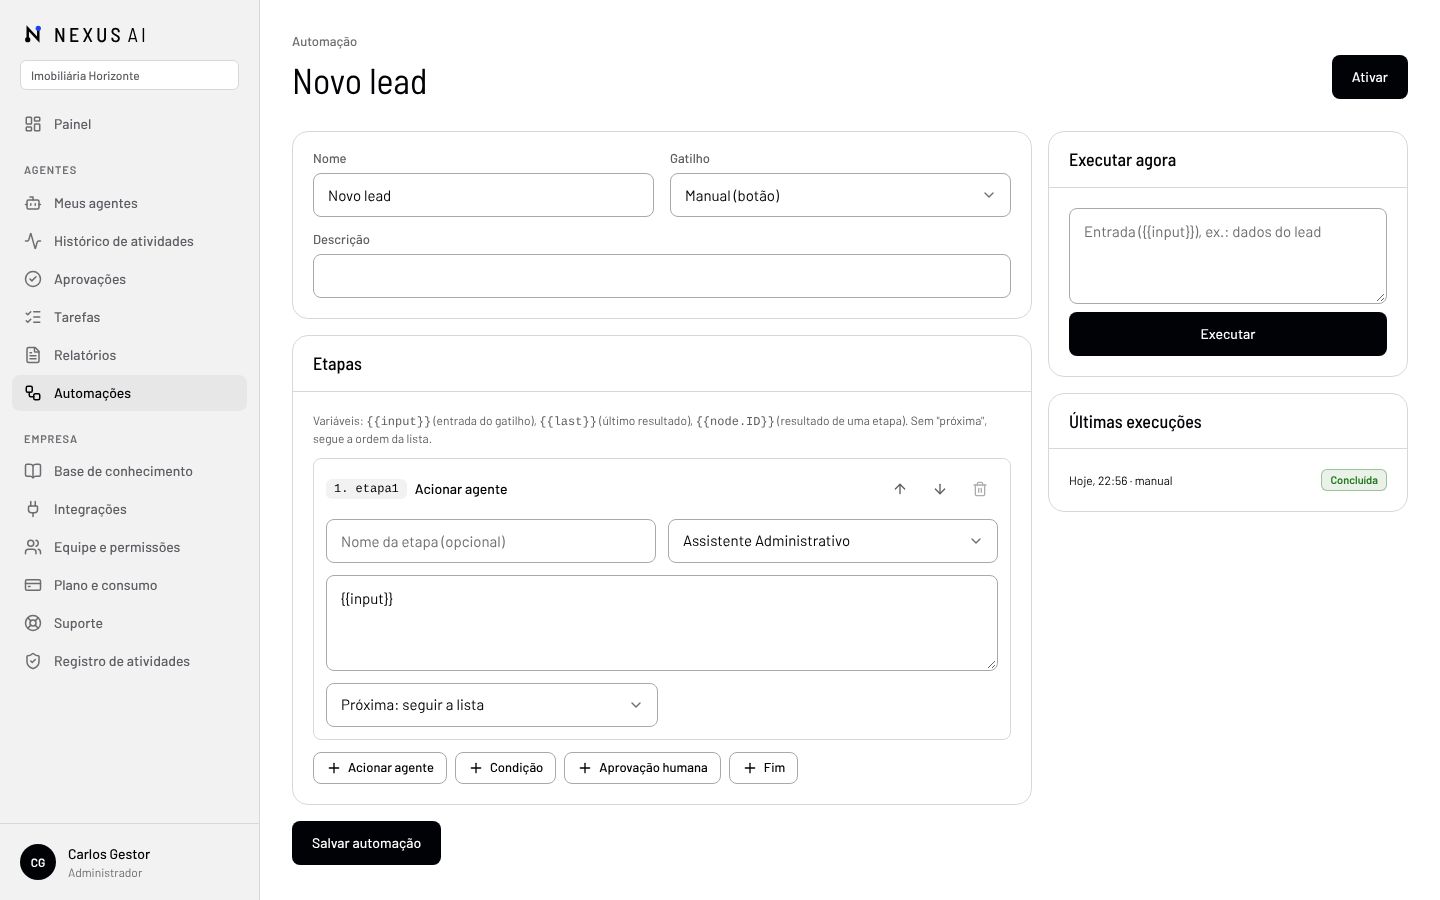 NEXUS AI
Imobiliária Horizonte
Painel
AGENTES
Meus agentes
Histórico de atividades
Aprovações
Tarefas
Relatórios
Automações
EMPRESA
Base de conhecimento
Integrações
Equipe e permissões
Plano e consumo
Suporte
Registro de atividades
CG
Carlos Gestor
Administrador
Automação
Novo lead
Ativar
Nome
Gatilho
Novo lead
Manual (botão)
Descrição
Etapas
Variáveis: {{input}} (entrada do gatilho), {{last}} (último resultado), {{node.ID}} (resultado de uma etapa). Sem "próxima",
segue a ordem da lista.
1. etapa1 Acionar agente
Nome da etapa (opcional)
Assistente Administrativo
{{input}}
Próxima: seguir a lista
Acionar agente
Condição
Aprovação humana
Fim
Salvar automação
Executar agora
Entrada ({{input}}), ex.: dados do lead
Executar
Últimas execuções
Hoje, 22:56 · manual
Concluída